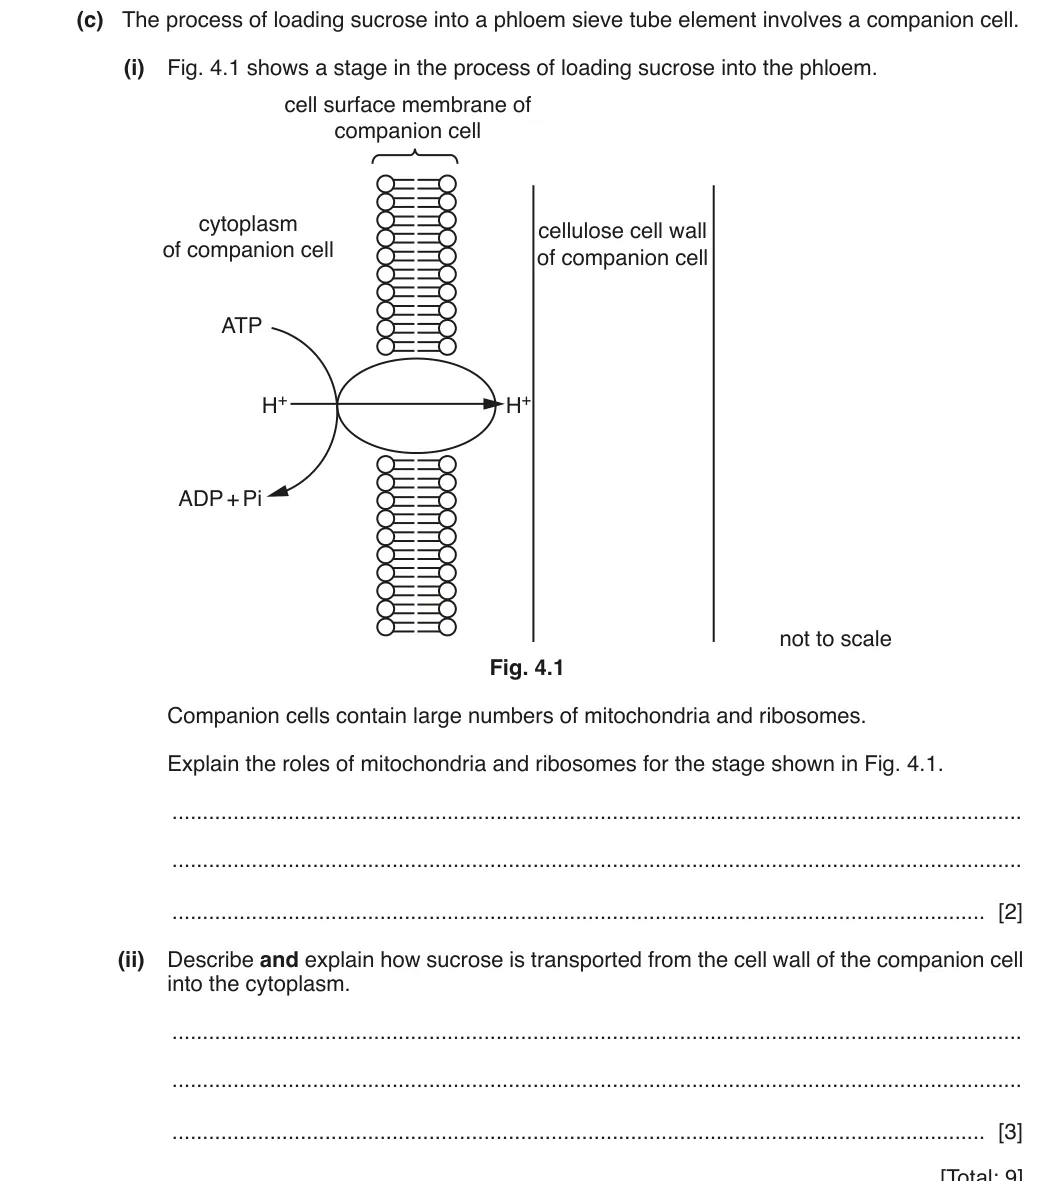 (c) The process of loading sucrose into a phloem sieve tube element involves a companion cell.
(i) Fig. 4.1 shows a stage in the process of loading sucrose into the phloem.
cell surface membrane of
companion cell
cytoplasm
of companion cell
cellulose cell wall
of companion cell
ATP
H+
H+
ADP + Pi
not to scale
Fig. 4.1
Companion cells contain large numbers of mitochondria and ribosomes.
Explain the roles of mitochondria and ribosomes for the stage shown in Fig. 4.1.
[2]
(ii) Describe and explain how sucrose is transported from the cell wall of the companion cell
into the cytoplasm.
[3]
[Total: 9]